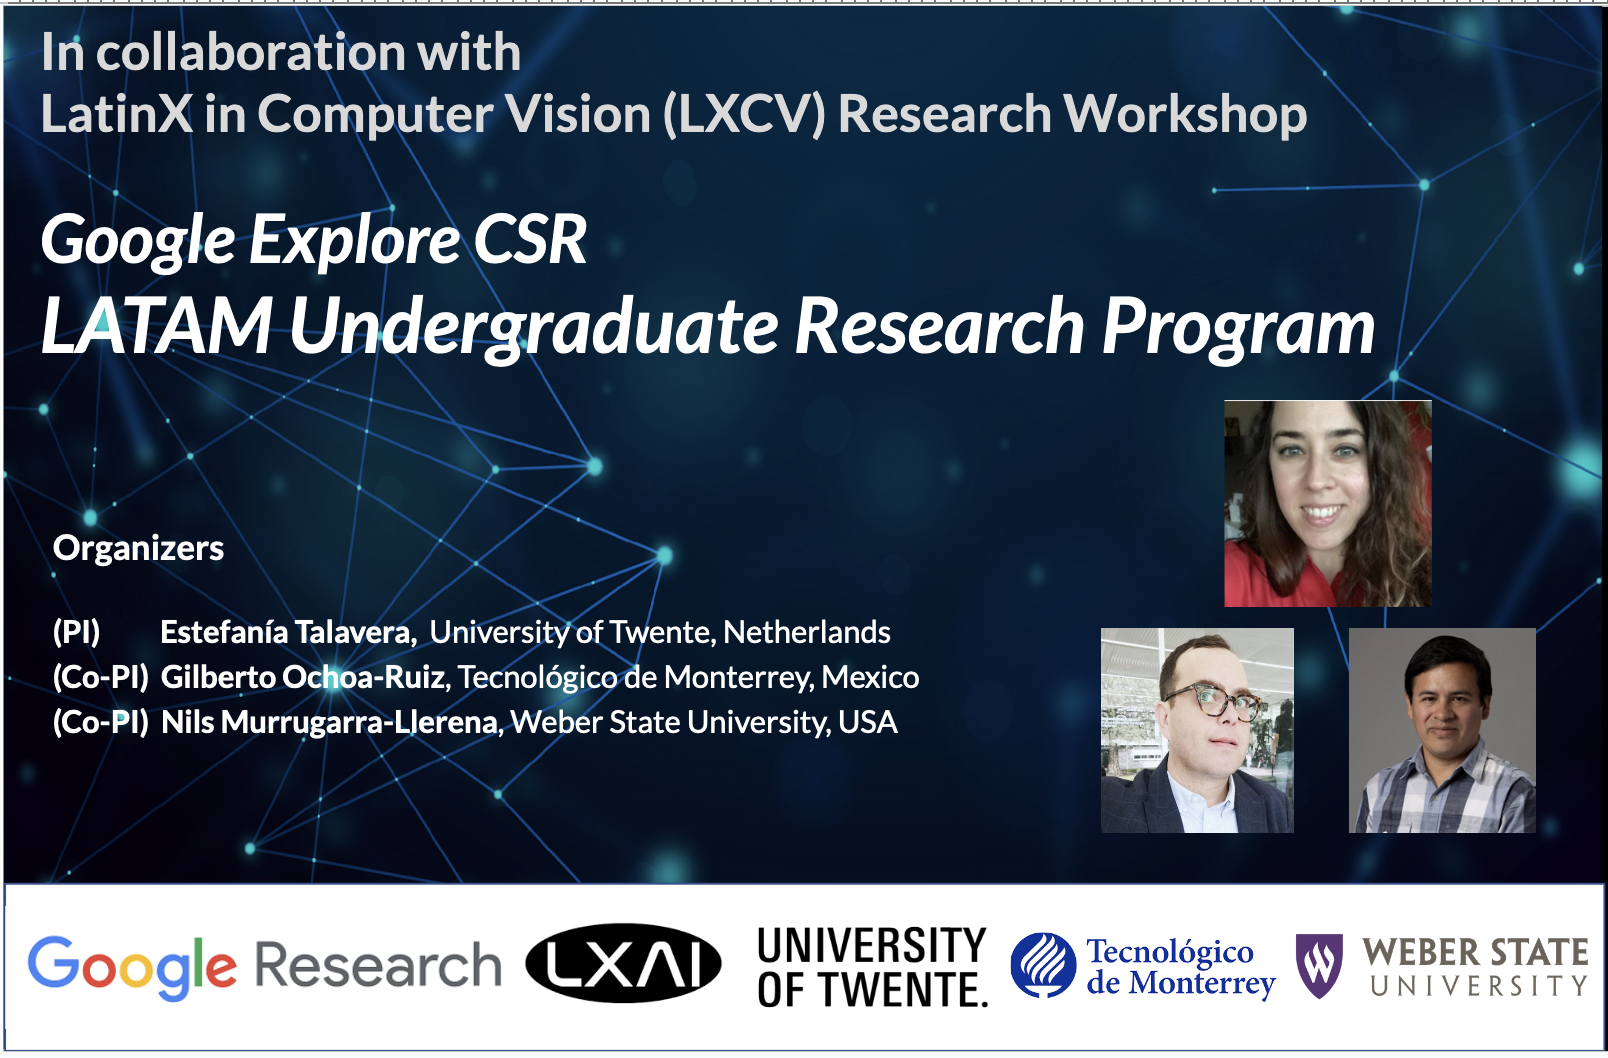 In collaboration with
LatinX in Computer Vision (LXCV) Research Workshop
Google Explore CSR
LATAM Undergraduate Research Program
Organizers
(PI) Estefanía Talavera, University of Twente, Netherlands
(Co-PI) Gilberto Ochoa-Ruiz, Tecnológico de Monterrey, Mexico
(Co-PI) Nils Murrugarra-Llerena, Weber State University, USA
Google Research
LXAI
UNIVERSITY
OF TWENTE.
Tecnológico
de Monterrey
W
WEBER STATE
UNIVERSITY